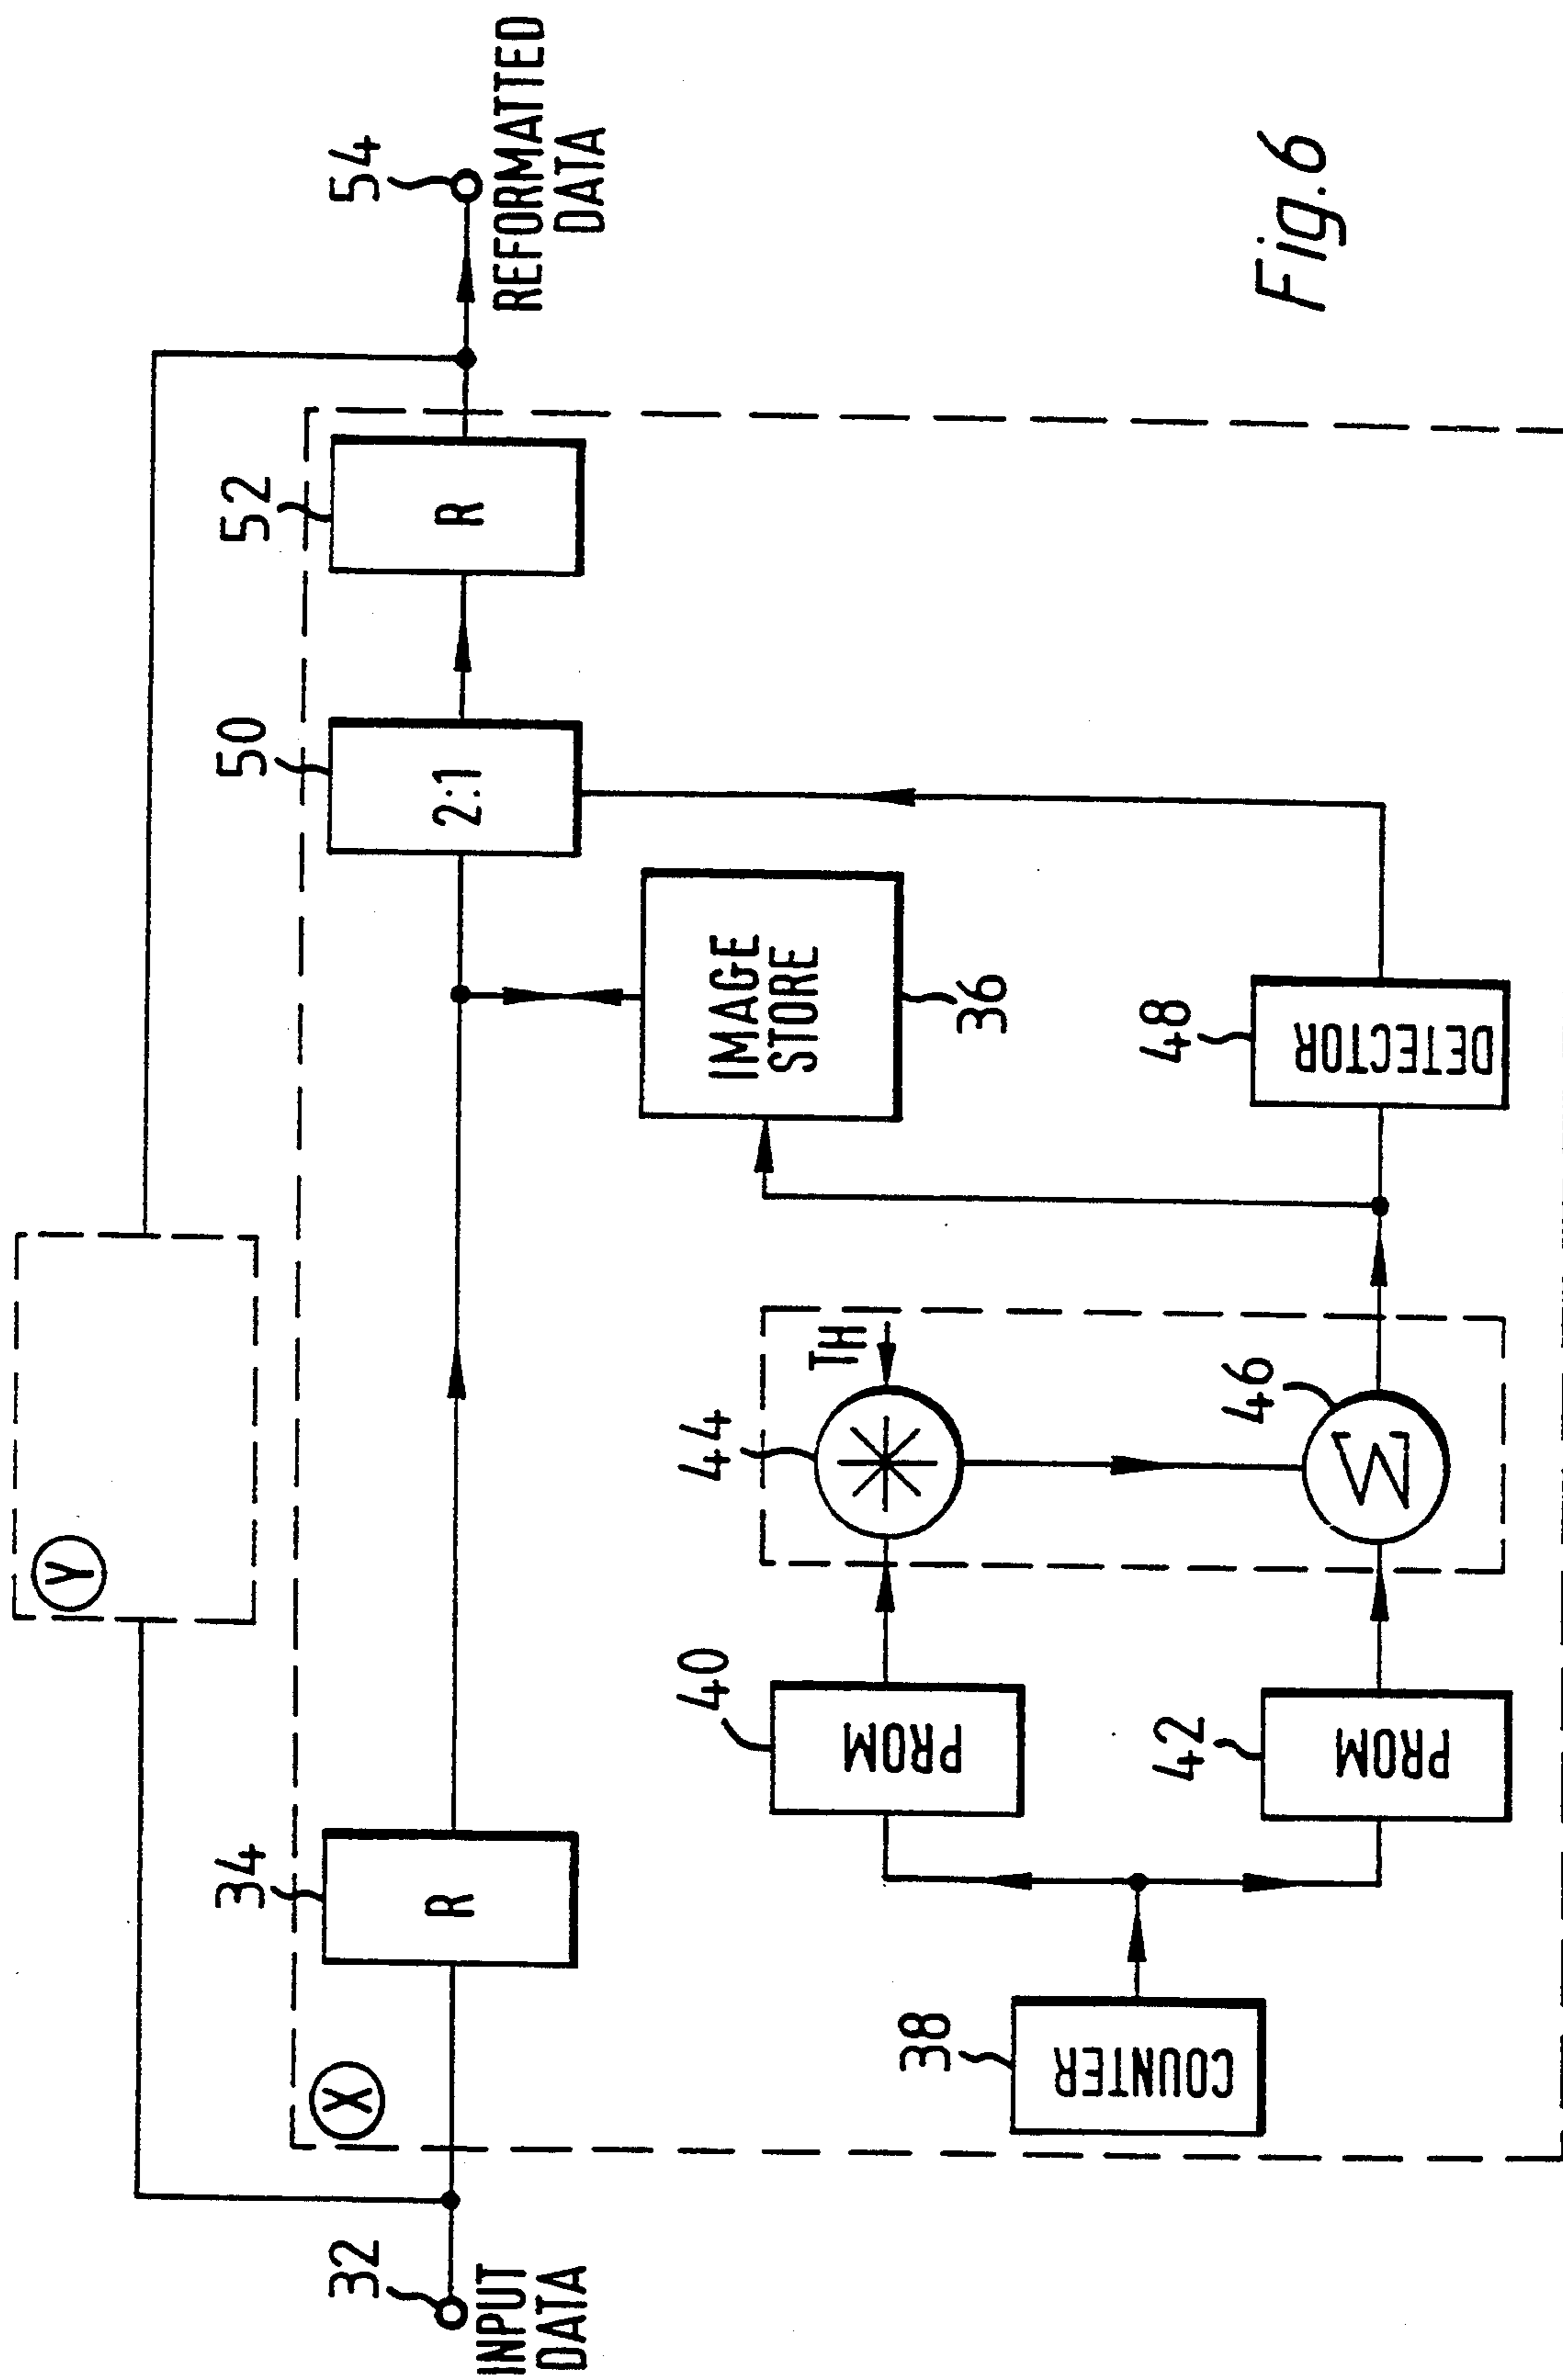 Y
X
32
INPUT
DATA
34
R
50
2:1
52
R
54
REFORMATTED
DATA
IMAGE
STORE
36
38
COUNTER
40
PROM
42
PROM
44
TH
46
Σ
48
DETECTOR
Fig.6